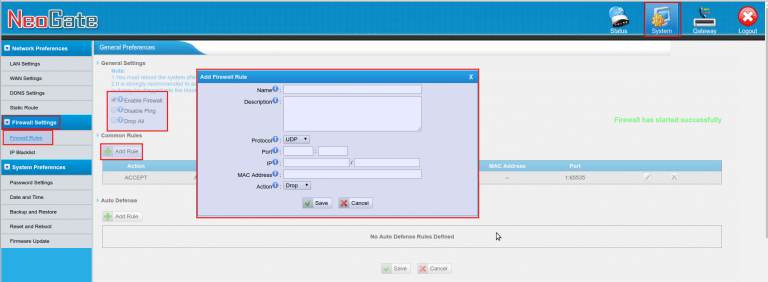 NeoGate
Status
System
Gateway
Logout
Network Preferences
LAN Settings
WAN Settings
DDNS Settings
Static Route
Firewall Settings
Firewall Rules
IP Blacklist
System Preferences
Password Settings
Date and Time
Backup and Restore
Reset and Reboot
Firmware Update
General Preferences
General Settings
Note:
1.You must reboot the system afte
2.It is strongly recommended to
Enable Firewall
Disable Ping
Drop All
Firewall has started successfully
Common Rules
Add Rule
Action
MAC Address
Port
ACCEPT
--
1:65535
Auto Defense
Add Rule
No Auto Defense Rules Defined
Save
Cancel
Add Firewall Rule
X
Name :
Description :
Protocol : UDP
Port : :
IP : /
MAC Address :
Action : Drop
Save
Cancel